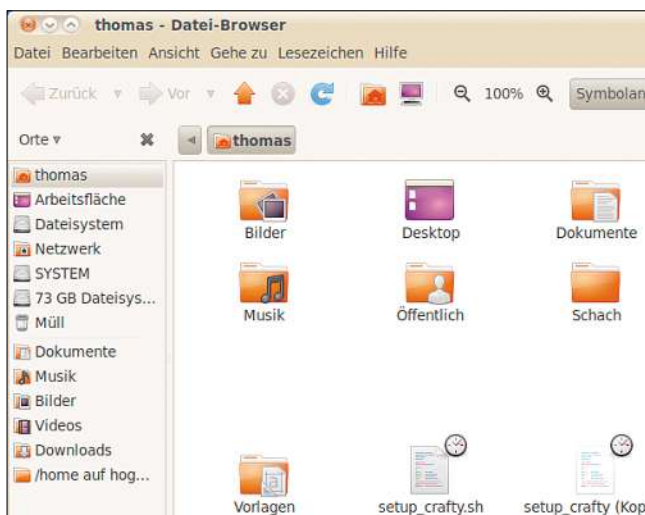 thomas - Datei-Browser
Datei Bearbeiten Ansicht Gehe zu Lesezeichen Hilfe
Zurück Vor 100% Symbolan
Orte thomas
thomas
Arbeitsfläche
Dateisystem
Netzwerk
SYSTEM
73 GB Dateisys...
Müll
Dokumente
Musik
Bilder
Videos
Downloads
/home auf hog...
Bilder Desktop Dokumente
Musik Öffentlich Schach
Vorlagen setup_crafty.sh setup_crafty (Kop